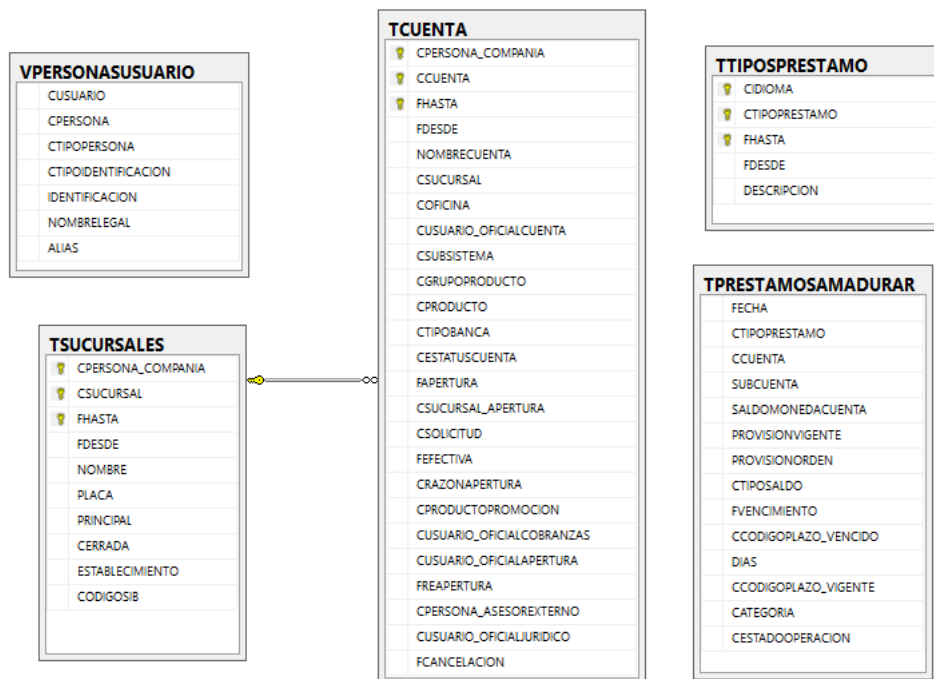 VPERSONASUSUARIO
CUSUARIO
CPERSONA
CTIPOPERSONA
CTIPOIDENTIFICACION
IDENTIFICACION
NOMBRELEGAL
ALIAS
TSUCURSALES
CPERSONA_COMPANIA
CSUCURSAL
FHASTA
FDESDE
NOMBRE
PLACA
PRINCIPAL
CERRADA
ESTABLECIMIENTO
CODIGOSIB
TCUENTA
CPERSONA_COMPANIA
CCUENTA
FHASTA
FDESDE
NOMBRECUENTA
CSUCURSAL
COFICINA
CUSUARIO_OFICIALCUENTA
CSUBSISTEMA
CGRUPOPRODUCTO
CPRODUCTO
CTIPOBANCA
CESTATUSCUENTA
FAPERTURA
CSUCURSAL_APERTURA
CSOLICITUD
FEFECTIVA
CRAZONAPERTURA
CPRODUCTOPROMOCION
CUSUARIO_OFICIALCOBRANZAS
CUSUARIO_OFICIALAPERTURA
FREAPERTURA
CPERSONA_ASESOREXTERNO
CUSUARIO_OFICIALJURIDICO
FCANCELACION
TTIPOSPRESTAMO
CIDIOMA
CTIPOPRESTAMO
FHASTA
FDESDE
DESCRIPCION
TPRESTAMOSAMADURAR
FECHA
CTIPOPRESTAMO
CCUENTA
SUBCUENTA
SALDOMONEDACUENTA
PROVISIONVIGENTE
PROVISIONORDEN
CTIPOSALDO
FVENCIMIENTO
CCODIGOPLAZO_VENCIDO
DIAS
CCODIGOPLAZO_VIGENTE
CATEGORIA
CESTADOOPERACION